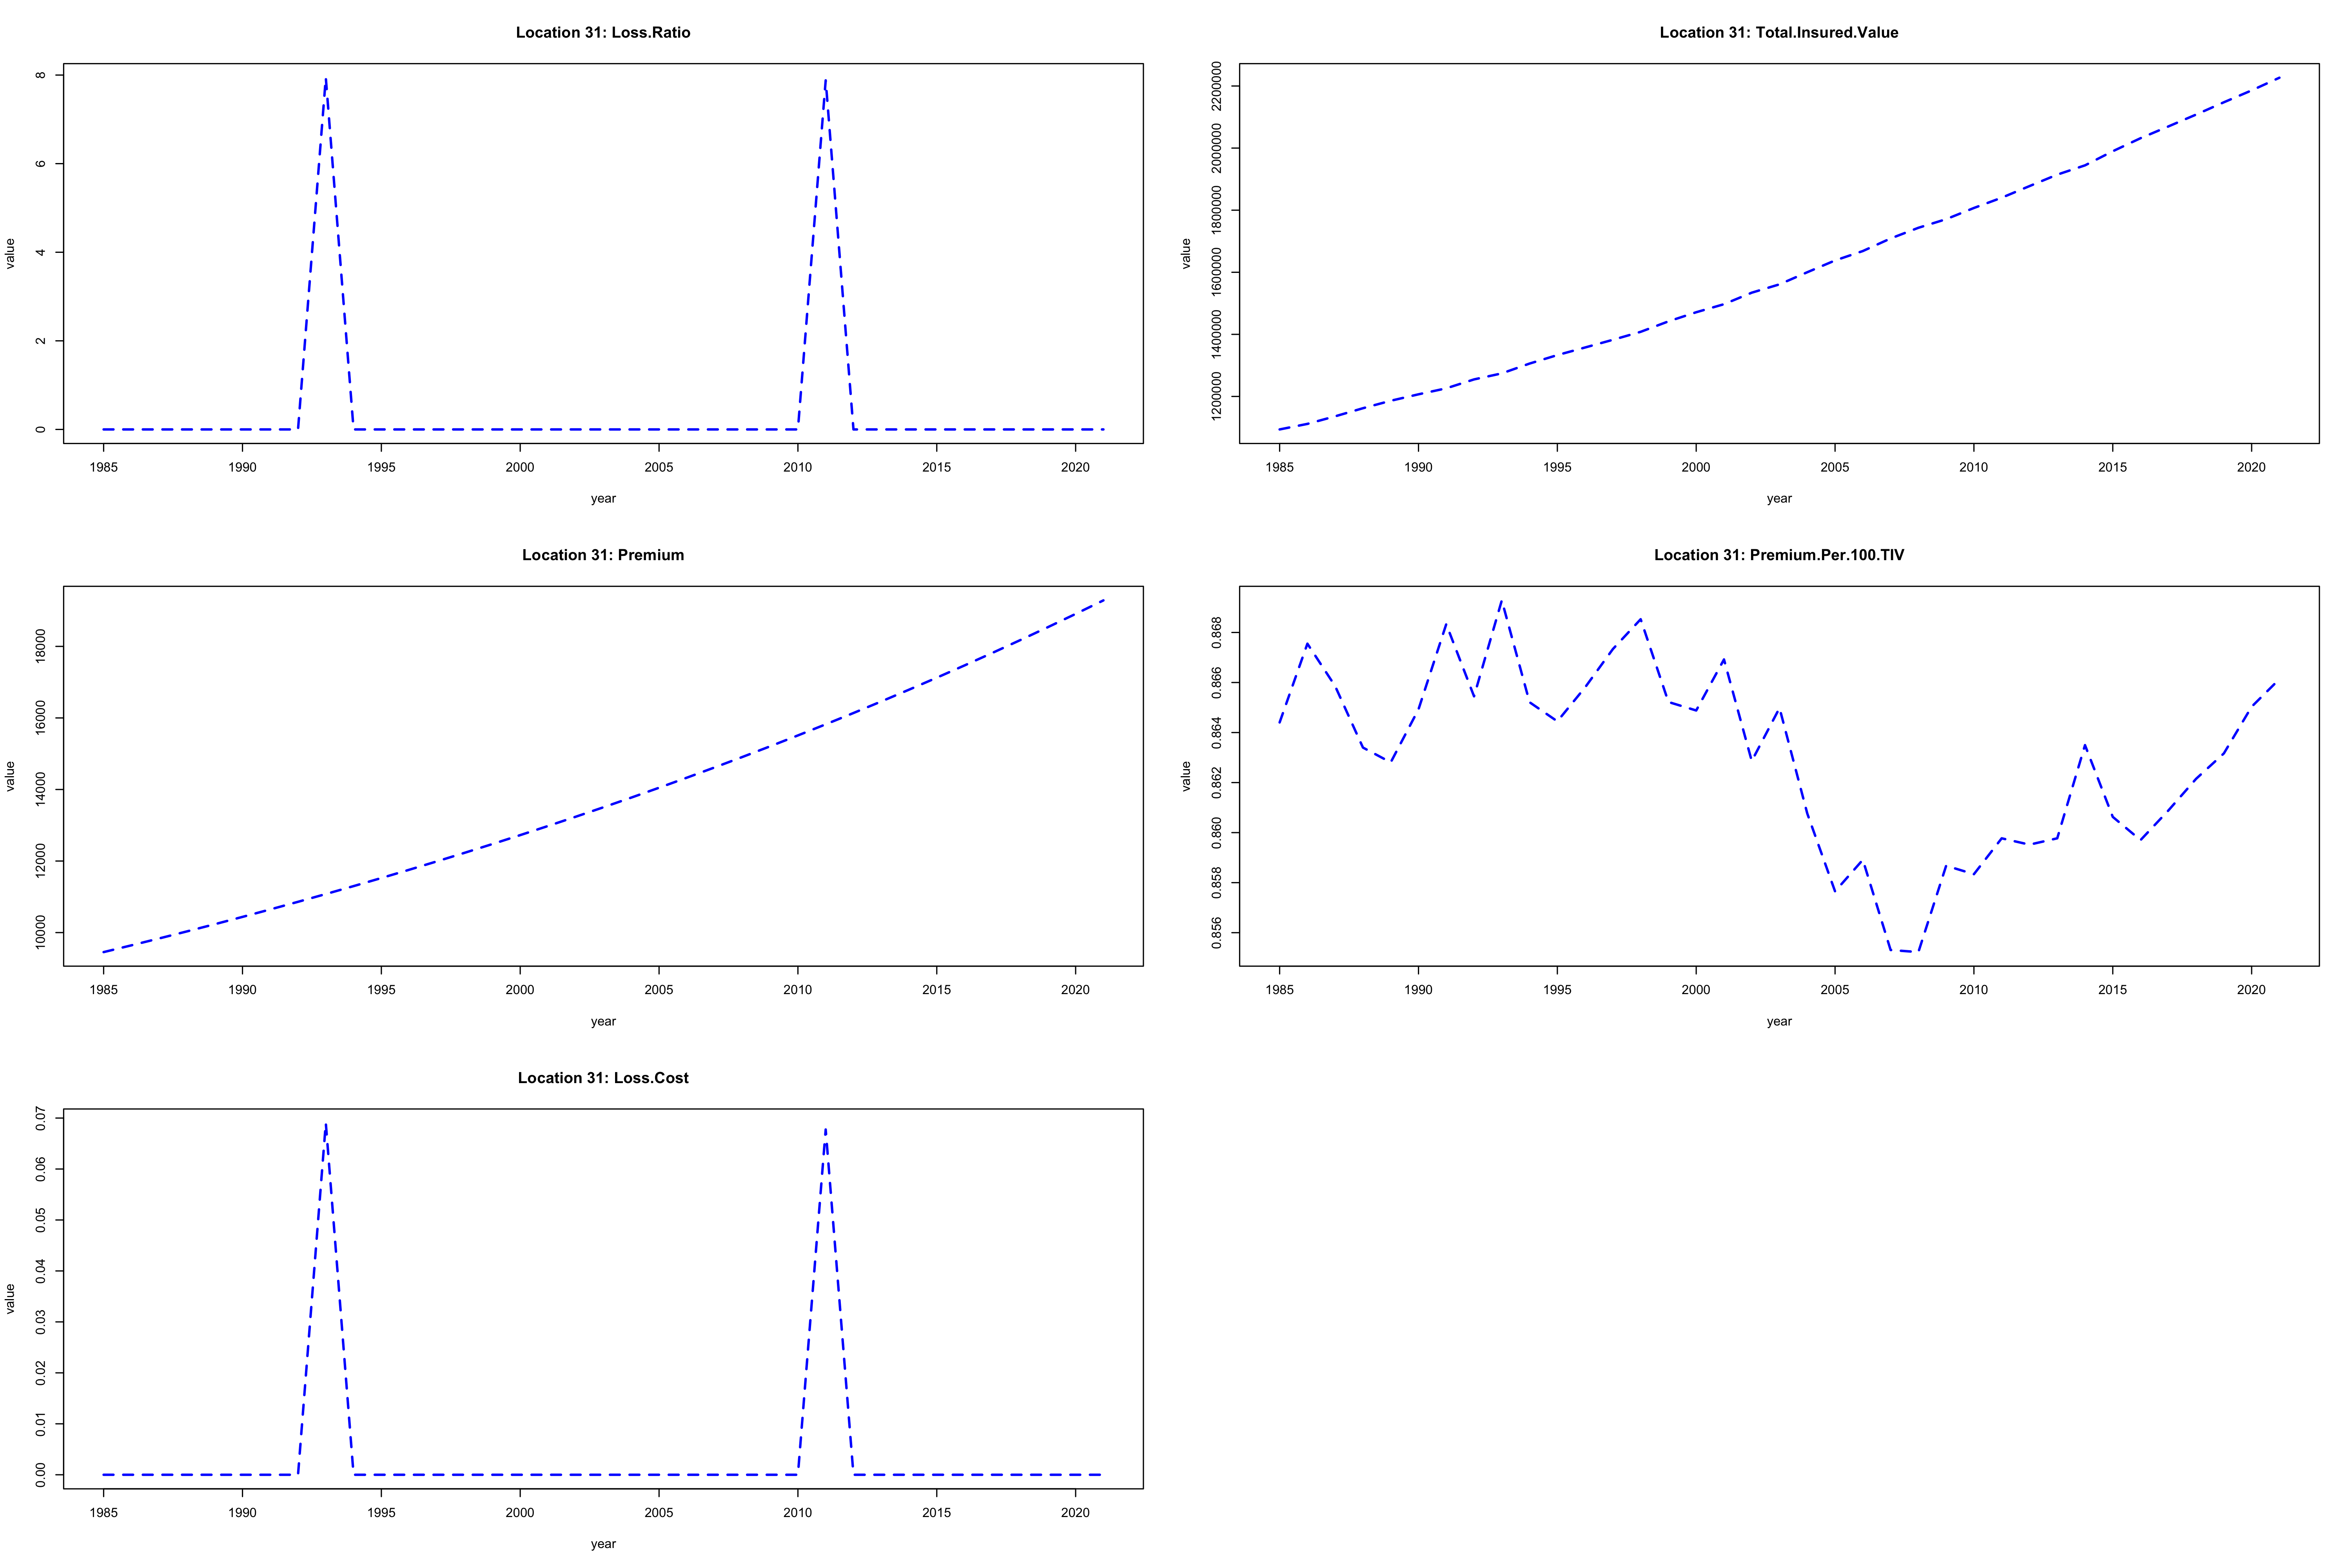 Location 31: Loss.Ratio
value
0
2
4
6
8
1985 1990 1995 2000 2005 2010 2015 2020
year
Location 31: Total.Insured.Value
value
1200000
1400000
1600000
1800000
2000000
2200000
1985 1990 1995 2000 2005 2010 2015 2020
year
Location 31: Premium
value
10000
12000
14000
16000
18000
1985 1990 1995 2000 2005 2010 2015 2020
year
Location 31: Premium.Per.100.TIV
value
0.856
0.858
0.860
0.862
0.864
0.866
0.868
1985 1990 1995 2000 2005 2010 2015 2020
year
Location 31: Loss.Cost
value
0.00
0.01
0.02
0.03
0.04
0.05
0.06
0.07
1985 1990 1995 2000 2005 2010 2015 2020
year